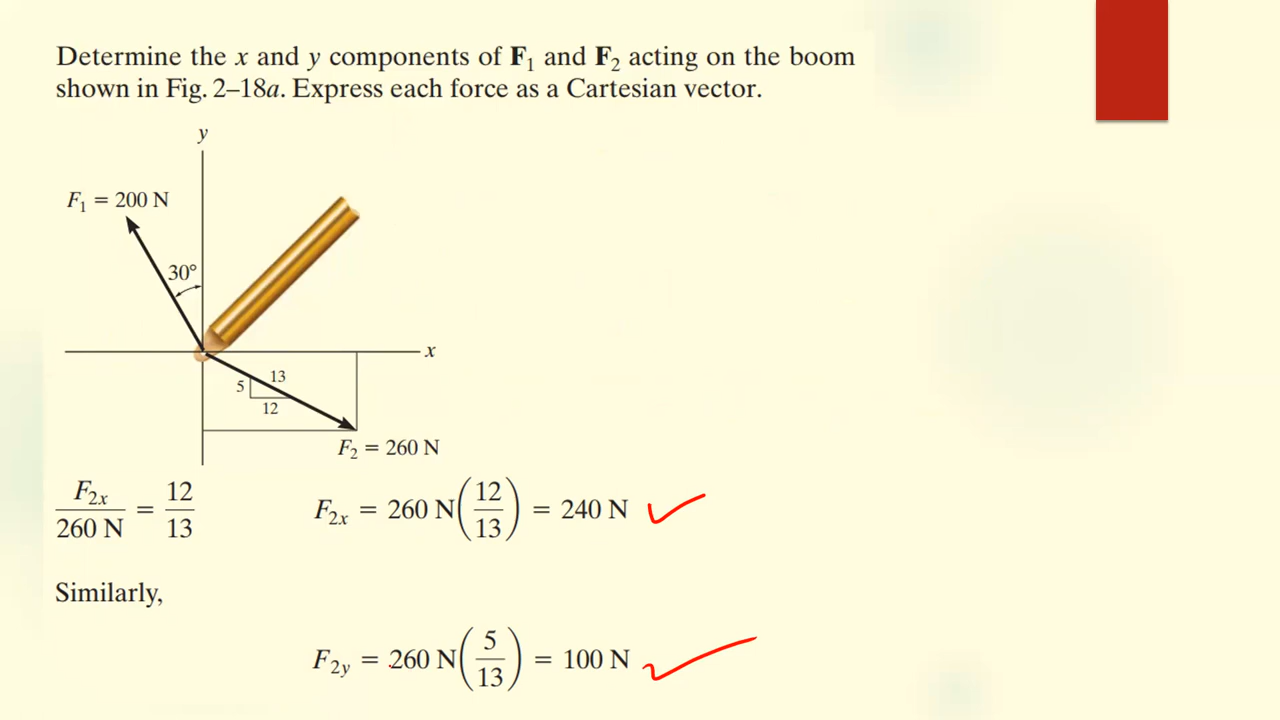 Determine the x and y components of F₁ and F₂ acting on the boom
shown in Fig. 2–18a. Express each force as a Cartesian vector.
y
F₁ = 200 N
30°
x
13
5
12
F₂ = 260 N
F₂ₓ / 260 N = 12 / 13
F₂ₓ = 260 N(12/13) = 240 N
Similarly,
F₂y = 260 N(5/13) = 100 N